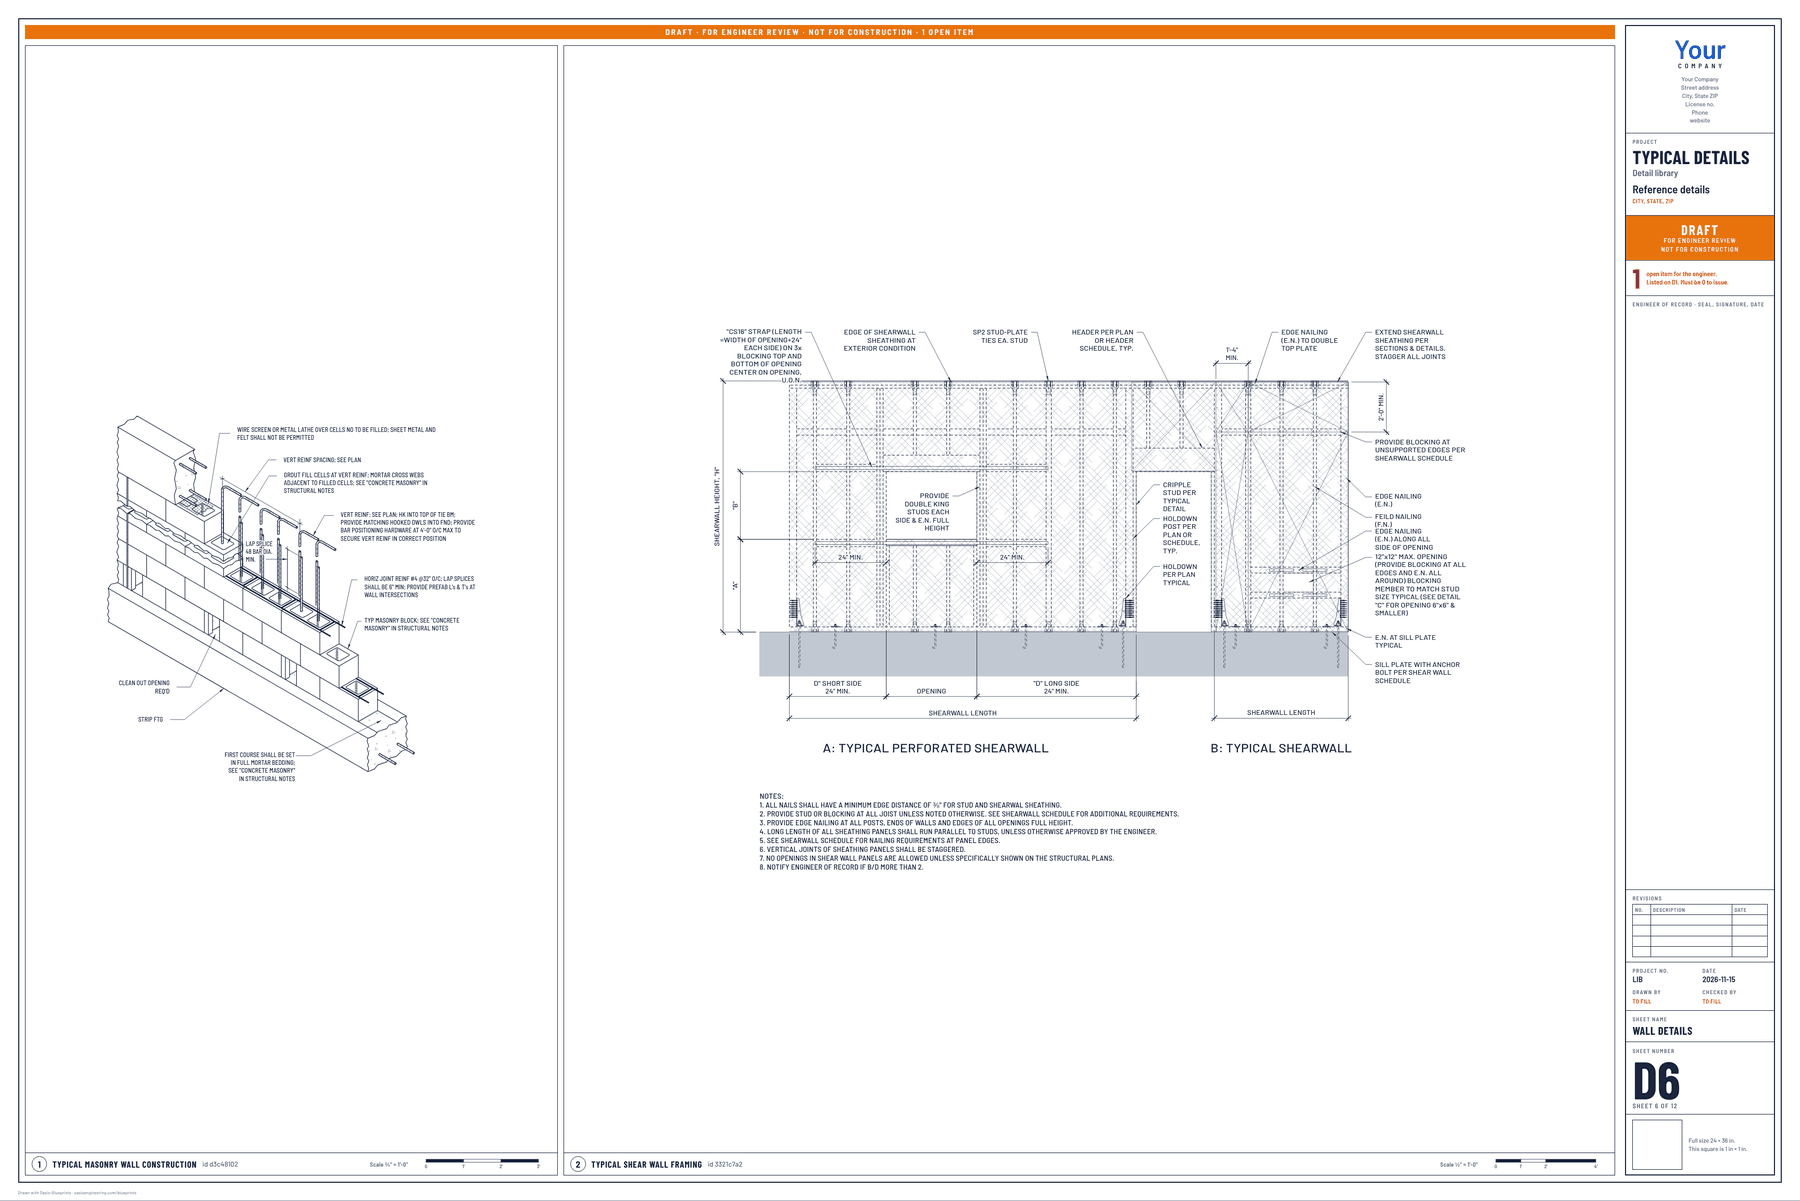 DRAFT - FOR ENGINEER REVIEW - NOT FOR CONSTRUCTION - 1 OPEN ITEM
WIRE SCREEN OR METAL LATHE OVER CELLS NO TO BE FILLED; SHEET METAL AND
FELT SHALL NOT BE PERMITTED
VERT REINF SPACING; SEE PLAN
GROUT FILL CELLS AT VERT REINF; MORTAR CROSS WEBS
ADJACENT TO FILLED CELLS; SEE "CONCRETE MASONRY" IN
STRUCTURAL NOTES
VERT REINF; SEE PLAN; HK INTO TOP OF TIE BM;
PROVIDE MATCHING HOOKED DWLS INTO FND; PROVIDE
BAR POSITIONING HARDWARE AT 4'-0" O/C MAX TO
SECURE VERT REINF IN CORRECT POSITION
LAP SPLICE
48 BAR DIA.
MIN.
HORIZ JOINT REINF #4 @32" O/C; LAP SPLICES
SHALL BE 6" MIN; PROVIDE PREFAB L's & T's AT
WALL INTERSECTIONS
TYP MASONRY BLOCK; SEE "CONCRETE
MASONRY" IN STRUCTURAL NOTES
CLEAN OUT OPENING
REQ'D
STRIP FTG
FIRST COURSE SHALL BE SET
IN FULL MORTAR BEDDING;
SEE "CONCRETE MASONRY"
IN STRUCTURAL NOTES
1 TYPICAL MASONRY WALL CONSTRUCTION id d3c48102
Scale ¾" = 1'-0"
0 1' 2'
"CS16" STRAP (LENGTH
=WIDTH OF OPENING+24"
EACH SIDE) ON 3x
BLOCKING TOP AND
BOTTOM OF OPENING
CENTER ON OPENING,
U.O.N.
EDGE OF SHEARWALL
SHEATHING AT
EXTERIOR CONDITION
SP2 STUD-PLATE
TIES EA. STUD
HEADER PER PLAN
OR HEADER
SCHEDULE, TYP.
1'-4"
MIN.
EDGE NAILING
(E.N.) TO DOUBLE
TOP PLATE
EXTEND SHEARWALL
SHEATHING PER
SECTIONS & DETAILS.
STAGGER ALL JOINTS
2'-0" MIN.
PROVIDE BLOCKING AT
UNSUPPORTED EDGES PER
SHEARWALL SCHEDULE
SHEARWALL HEIGHT, "H"
"B"
"A"
PROVIDE
DOUBLE KING
STUDS EACH
SIDE & E.N. FULL
HEIGHT
24" MIN.
24" MIN.
CRIPPLE
STUD PER
TYPICAL
DETAIL
HOLDOWN
POST PER
PLAN OR
SCHEDULE,
TYP.
HOLDOWN
PER PLAN
TYPICAL
EDGE NAILING
(E.N.)
FEILD NAILING
(F.N.)
EDGE NAILING
(E.N.) ALONG ALL
SIDE OF OPENING
12"x12" MAX. OPENING
(PROVIDE BLOCKING AT ALL
EDGES AND E.N. ALL
AROUND) BLOCKING
MEMBER TO MATCH STUD
SIZE TYPICAL (SEE DETAIL
"C" FOR OPENING 6"x6" &
SMALLER)
E.N. AT SILL PLATE
TYPICAL
SILL PLATE WITH ANCHOR
BOLT PER SHEAR WALL
SCHEDULE
D" SHORT SIDE
24" MIN.
OPENING
"D" LONG SIDE
24" MIN.
SHEARWALL LENGTH
SHEARWALL LENGTH
A: TYPICAL PERFORATED SHEARWALL
B: TYPICAL SHEARWALL
NOTES:
1. ALL NAILS SHALL HAVE A MINIMUM EDGE DISTANCE OF ⅜" FOR STUD AND SHEARWAL SHEATHING.
2. PROVIDE STUD OR BLOCKING AT ALL JOIST UNLESS NOTED OTHERWISE. SEE SHEARWALL SCHEDULE FOR ADDITIONAL REQUIREMENTS.
3. PROVIDE EDGE NAILING AT ALL POSTS, ENDS OF WALLS AND EDGES OF ALL OPENINGS FULL HEIGHT.
4. LONG LENGTH OF ALL SHEATHING PANELS SHALL RUN PARALLEL TO STUDS, UNLESS OTHERWISE APPROVED BY THE ENGINEER.
5. SEE SHEARWALL SCHEDULE FOR NAILING REQUIREMENTS AT PANEL EDGES.
6. VERTICAL JOINTS OF SHEATHING PANELS SHALL BE STAGGERED.
7. NO OPENINGS IN SHEAR WALL PANELS ARE ALLOWED UNLESS SPECIFICALLY SHOWN ON THE STRUCTURAL PLANS.
8. NOTIFY ENGINEER OF RECORD IF B/D MORE THAN 2.
2 TYPICAL SHEAR WALL FRAMING id 3321c7a2
Scale ½" = 1'-0"
0 1' 2' 4'
Your
COMPANY
Your Company
Street address
City, State ZIP
License no.
Phone
website
PROJECT
TYPICAL DETAILS
Detail library
Reference details
CITY, STATE, ZIP
DRAFT
FOR ENGINEER REVIEW
NOT FOR CONSTRUCTION
1 open item for the engineer.
Listed on D1. Must be 0 to issue.
ENGINEER OF RECORD - SEAL, SIGNATURE, DATE
REVISIONS
NO. DESCRIPTION DATE
PROJECT NO. DATE
LIB 2026-11-15
DRAWN BY CHECKED BY
TO FILL TO FILL
SHEET NAME
WALL DETAILS
SHEET NUMBER
D6
SHEET 6 OF 12
Full size 24 × 36 in.
This square is 1 in × 1 in.